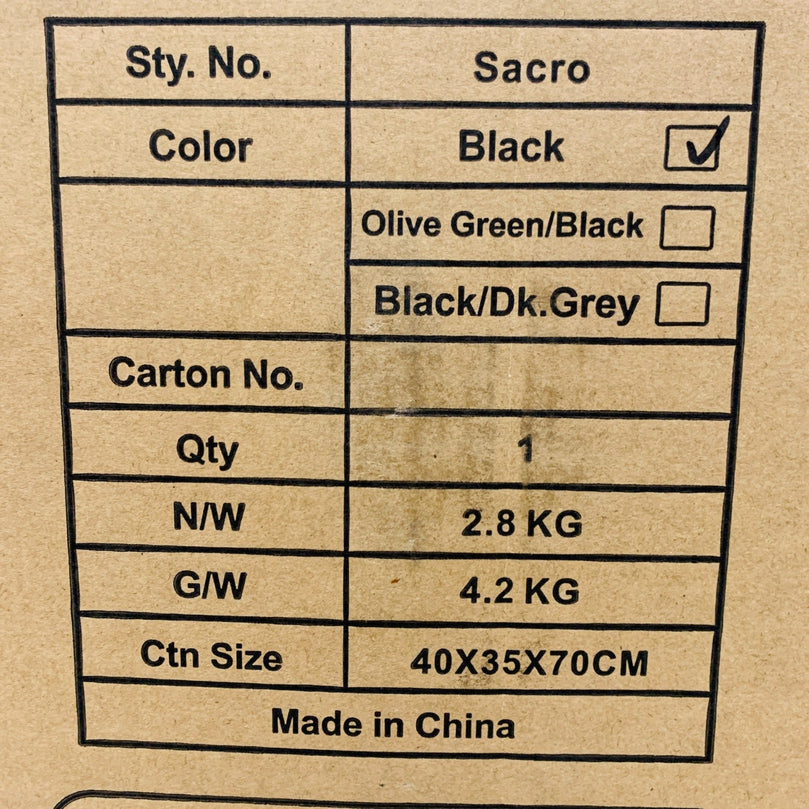 Sty. No. Sacro
Color Black ✓
Olive Green/Black
Black/Dk.Grey
Carton No.
Qty 1
N/W 2.8 KG
G/W 4.2 KG
Ctn Size 40X35X70CM
Made in China